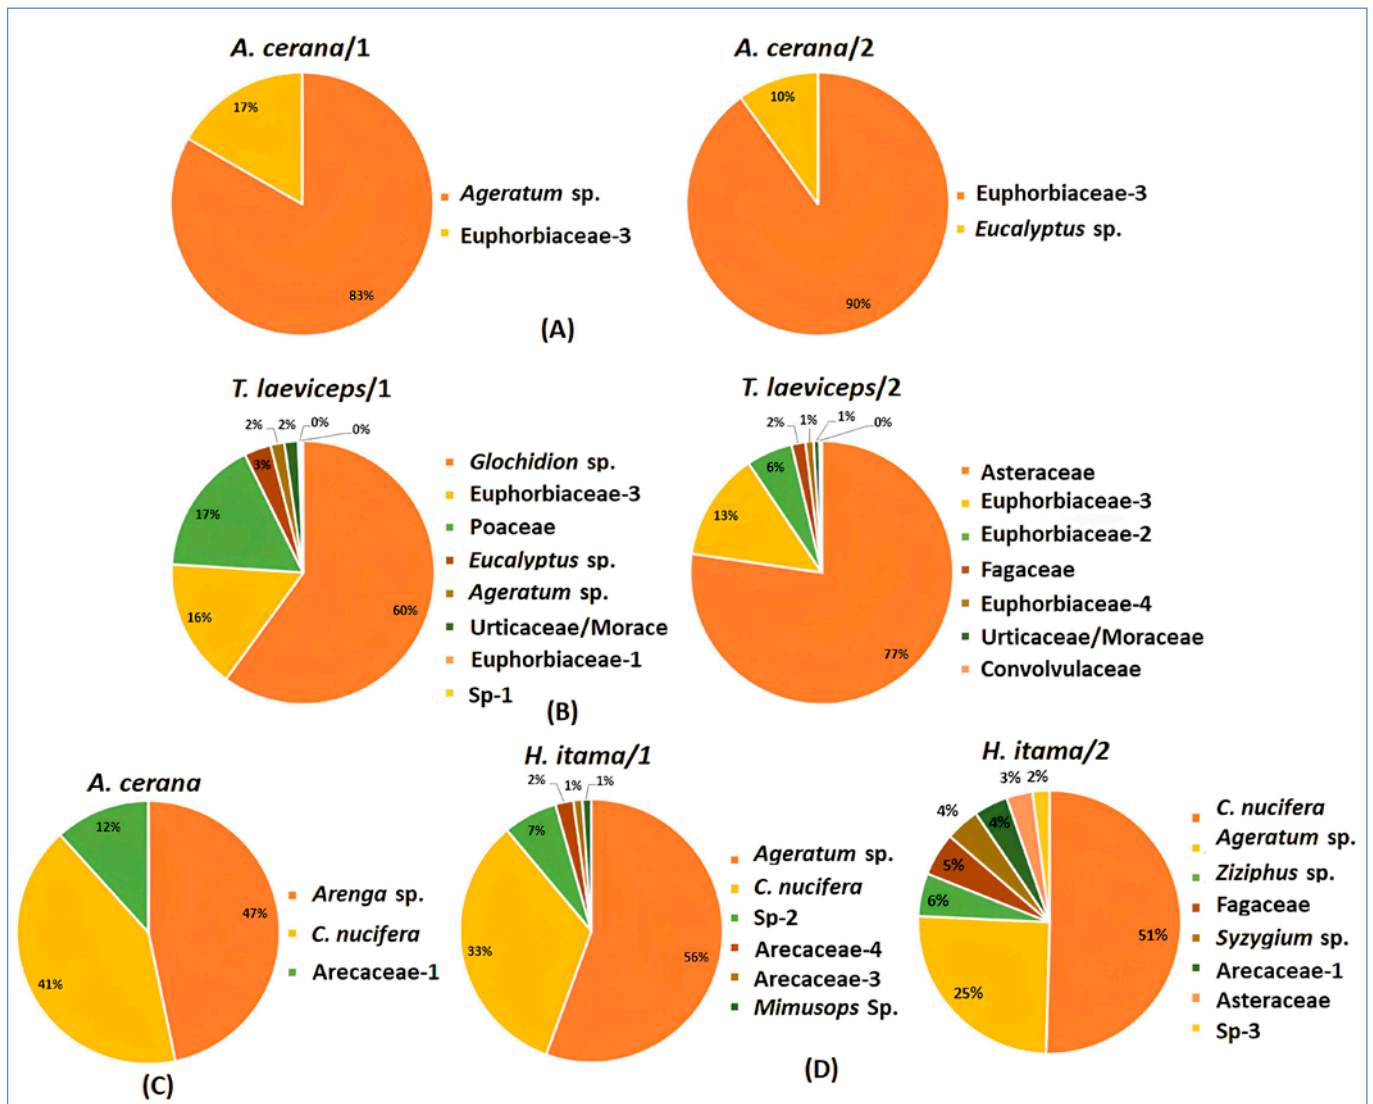 A. cerana/1
17%
83%
Ageratum sp.
Euphorbiaceae-3
A. cerana/2
10%
90%
Euphorbiaceae-3
Eucalyptus sp.
(A)
T. laeviceps/1
2%
2%
0%
0%
3%
17%
16%
60%
Glochidion sp.
Euphorbiaceae-3
Poaceae
Eucalyptus sp.
Ageratum sp.
Urticaceae/Morace
Euphorbiaceae-1
Sp-1
T. laeviceps/2
2%
1%
1%
0%
6%
13%
77%
Asteraceae
Euphorbiaceae-3
Euphorbiaceae-2
Fagaceae
Euphorbiaceae-4
Urticaceae/Moraceae
Convolvulaceae
(B)
A. cerana
12%
47%
41%
Arenga sp.
C. nucifera
Arecaceae-1
(C)
H. itama/1
2%
1%
1%
7%
33%
56%
Ageratum sp.
C. nucifera
Sp-2
Arecaceae-4
Arecaceae-3
Mimusops Sp.
H. itama/2
3%
2%
4%
4%
5%
6%
25%
51%
C. nucifera
Ageratum sp.
Ziziphus sp.
Fagaceae
Syzygium sp.
Arecaceae-1
Asteraceae
Sp-3
(D)